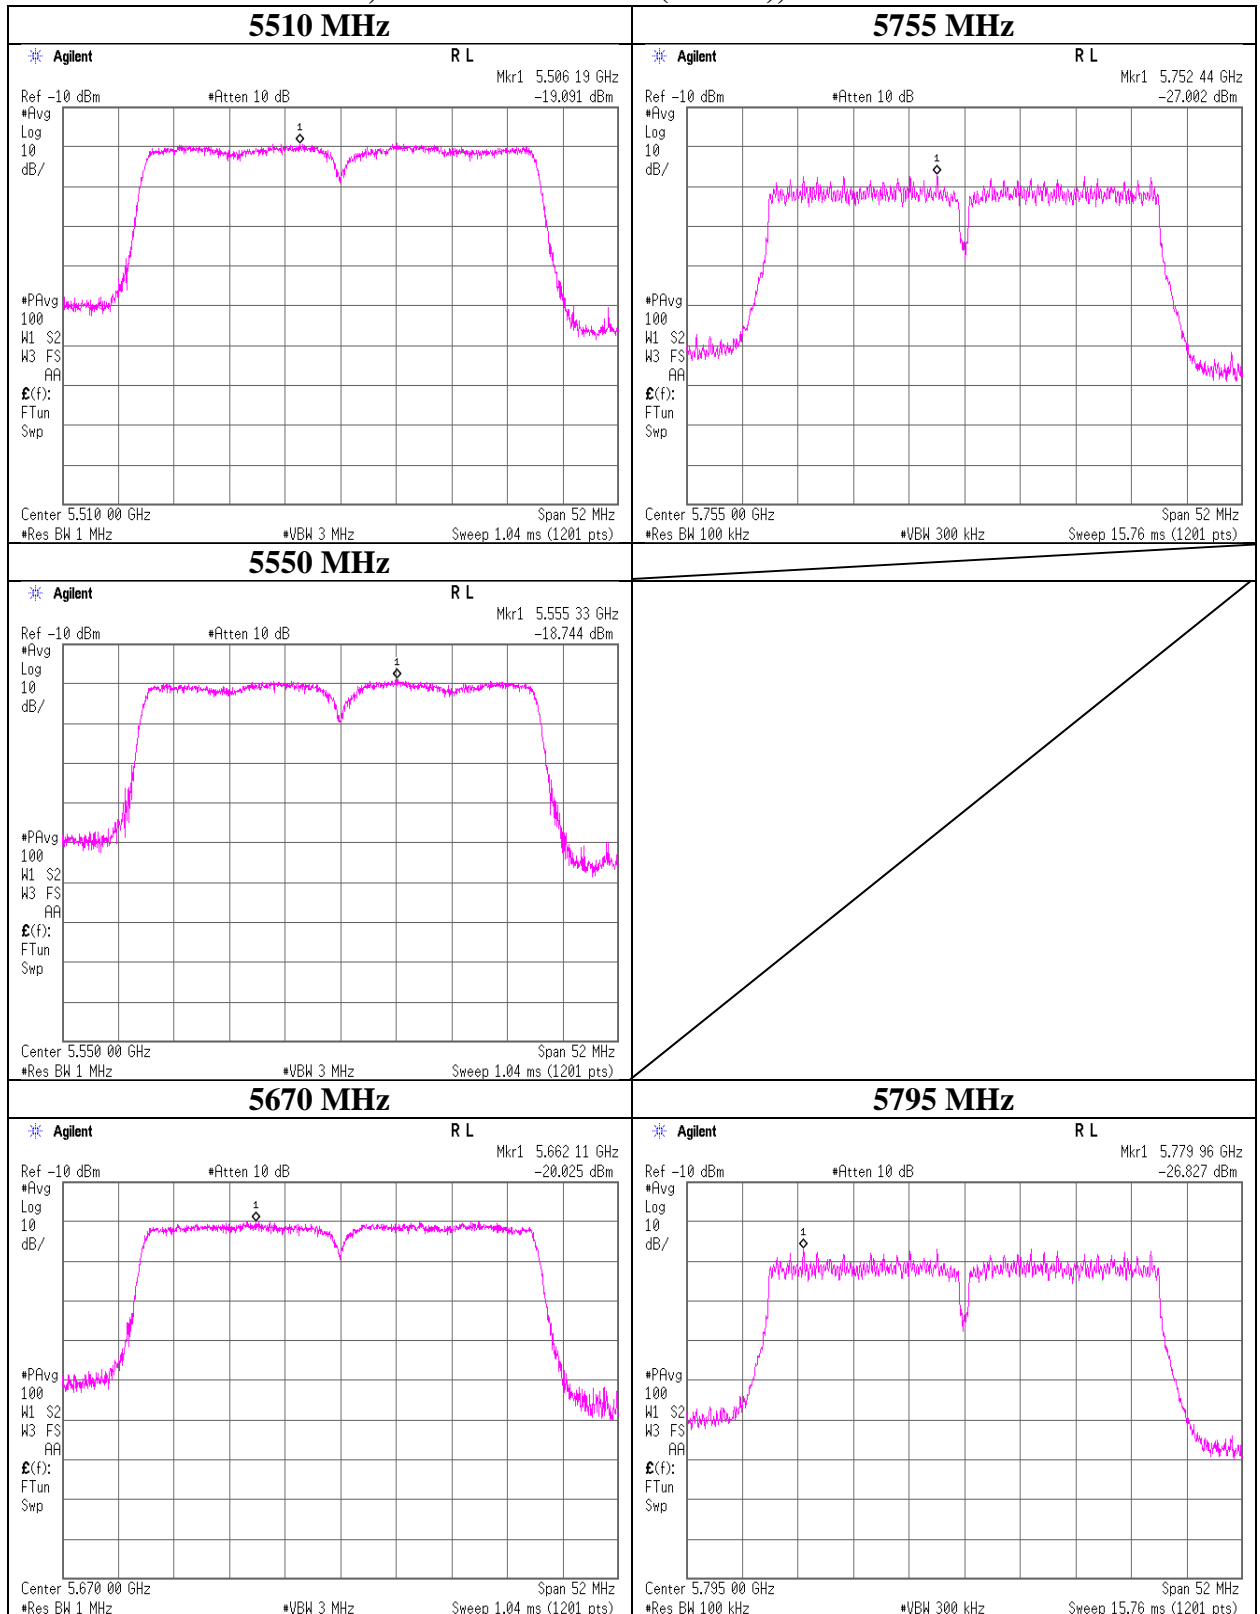 5510 MHz
Agilent R L
Mkr1 5.506 19 GHz
Ref -10 dBm #Atten 10 dB -19.091 dBm
#Avg
Log
10
dB/
1
#PAvg
100
W1 S2
W3 FS
AA
£(f):
FTun
Swp
Center 5.510 00 GHz Span 52 MHz
#Res BW 1 MHz #VBW 3 MHz Sweep 1.04 ms (1201 pts)
5755 MHz
Agilent R L
Mkr1 5.752 44 GHz
Ref -10 dBm #Atten 10 dB -27.002 dBm
#Avg
Log
10
dB/
1
#PAvg
100
W1 S2
W3 FS
AA
£(f):
FTun
Swp
Center 5.755 00 GHz Span 52 MHz
#Res BW 100 kHz #VBW 300 kHz Sweep 15.76 ms (1201 pts)
5550 MHz
Agilent R L
Mkr1 5.555 33 GHz
Ref -10 dBm #Atten 10 dB -18.744 dBm
#Avg
Log
10
dB/
1
#PAvg
100
W1 S2
W3 FS
AA
£(f):
FTun
Swp
Center 5.550 00 GHz Span 52 MHz
#Res BW 1 MHz #VBW 3 MHz Sweep 1.04 ms (1201 pts)
5670 MHz
Agilent R L
Mkr1 5.662 11 GHz
Ref -10 dBm #Atten 10 dB -20.025 dBm
#Avg
Log
10
dB/
1
#PAvg
100
W1 S2
W3 FS
AA
£(f):
FTun
Swp
Center 5.670 00 GHz Span 52 MHz
#Res BW 1 MHz #VBW 3 MHz Sweep 1.04 ms (1201 pts)
5795 MHz
Agilent R L
Mkr1 5.779 96 GHz
Ref -10 dBm #Atten 10 dB -26.827 dBm
#Avg
Log
10
dB/
1
#PAvg
100
W1 S2
W3 FS
AA
£(f):
FTun
Swp
Center 5.795 00 GHz Span 52 MHz
#Res BW 100 kHz #VBW 300 kHz Sweep 15.76 ms (1201 pts)